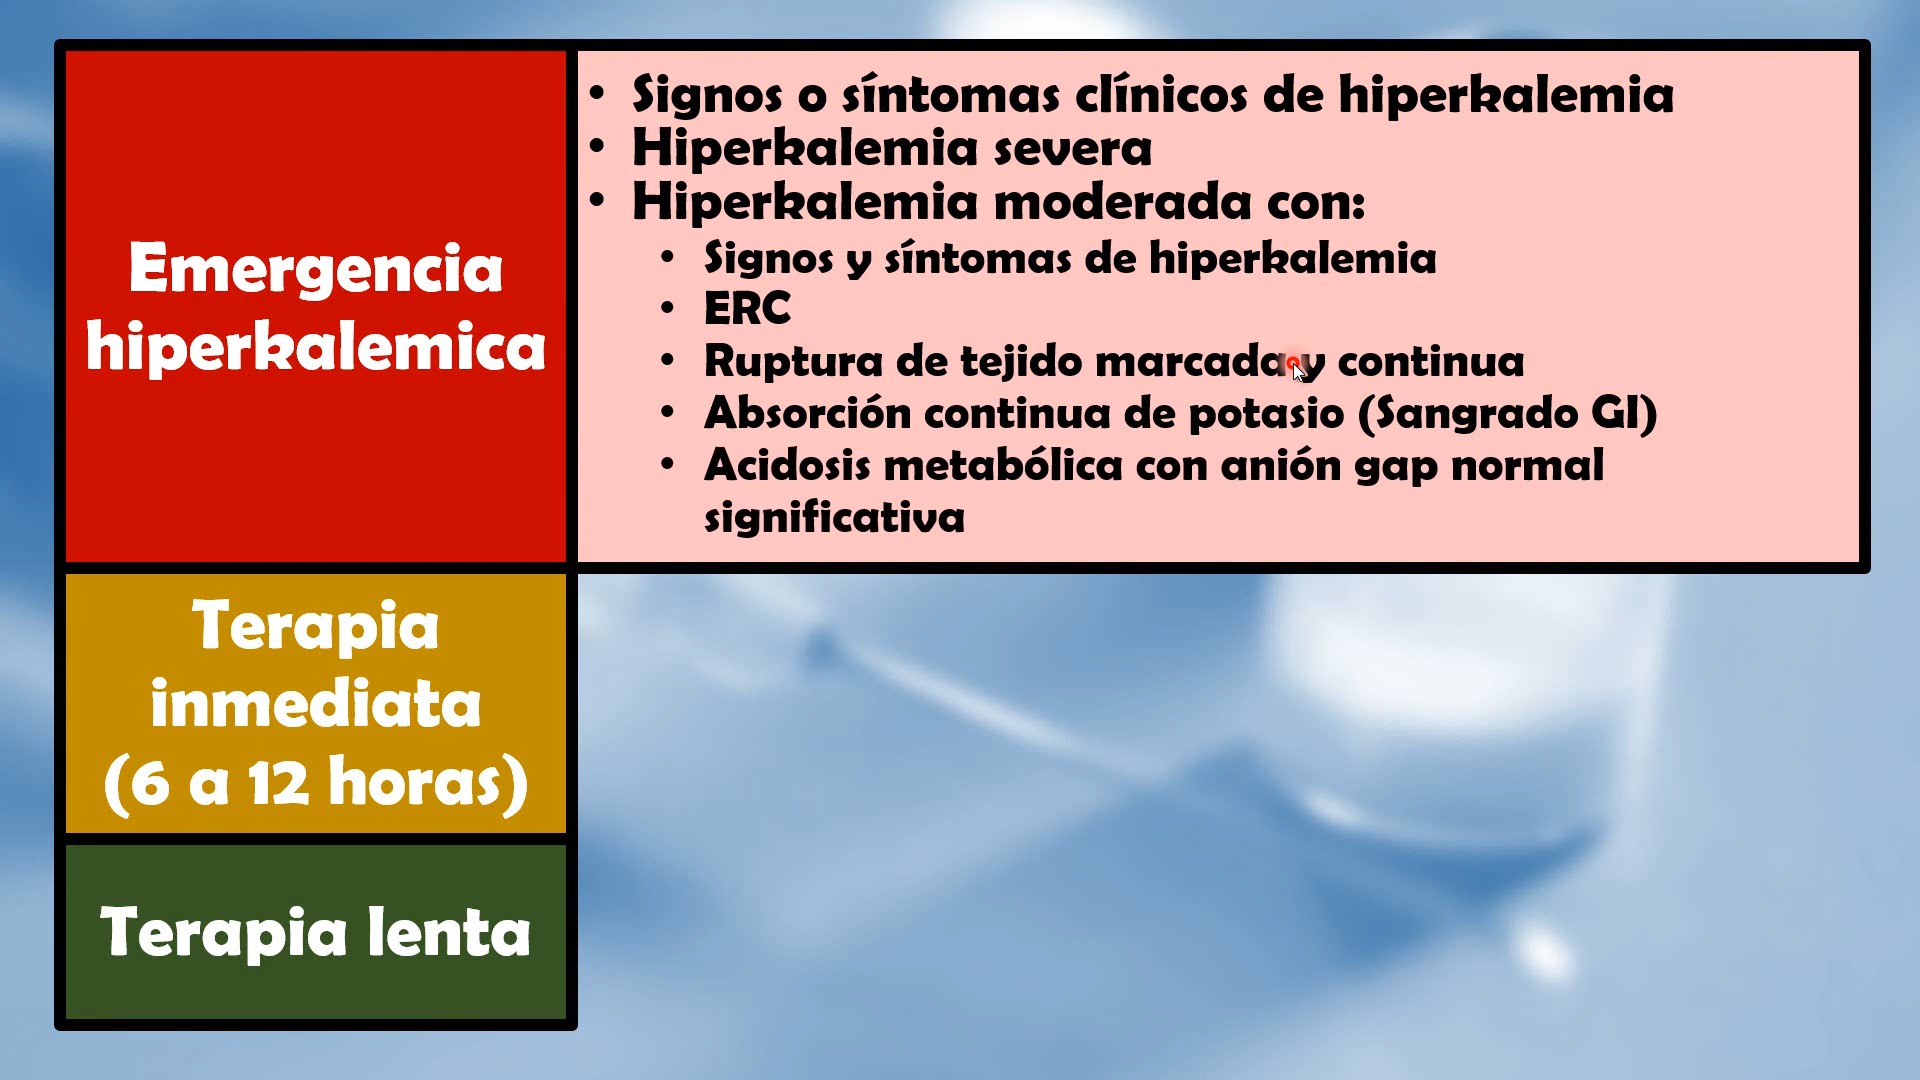 Emergencia
hiperkalemica
• Signos o síntomas clínicos de hiperkalemia
• Hiperkalemia severa
• Hiperkalemia moderada con:
• Signos y síntomas de hiperkalemia
• ERC
• Ruptura de tejido marcada y continua
• Absorción continua de potasio (Sangrado GI)
• Acidosis metabólica con anión gap normal
significativa
Terapia
inmediata
(6 a 12 horas)
Terapia lenta